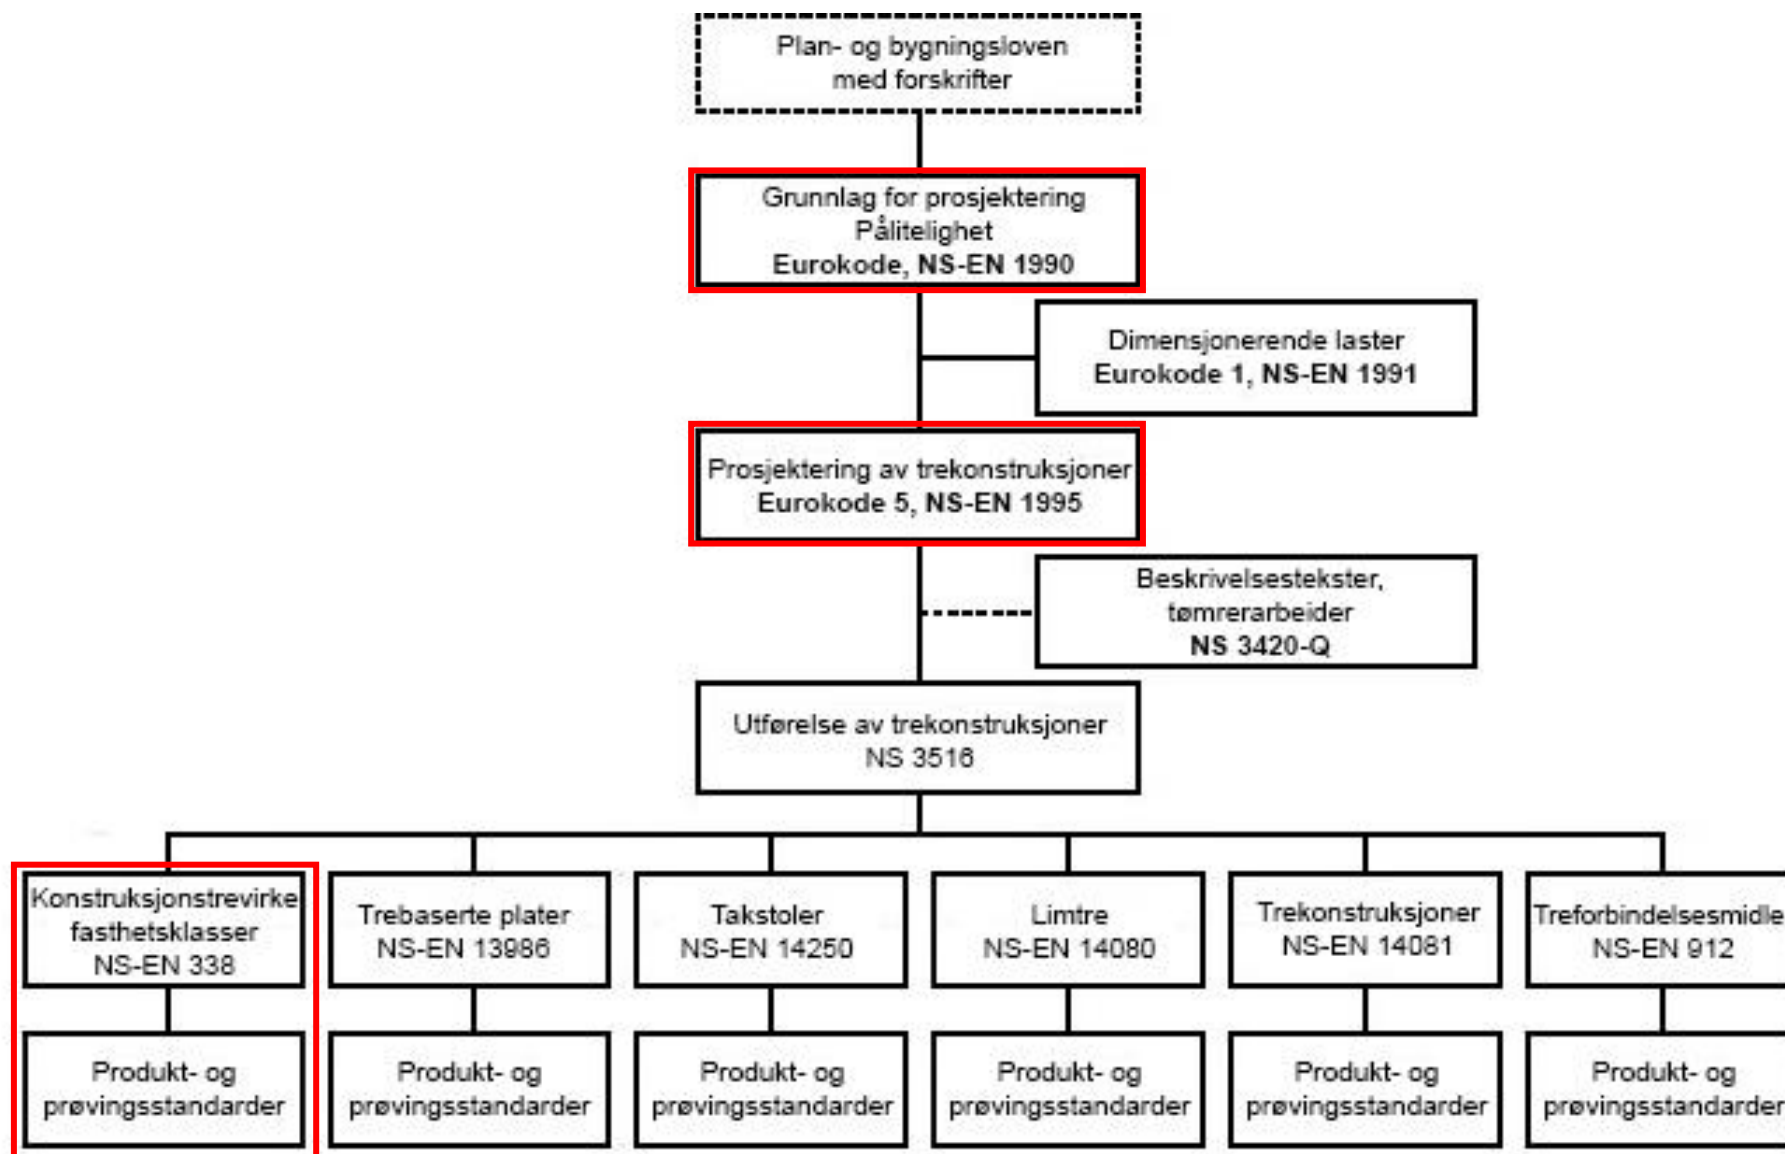 Plan- og bygningsloven
med forskrifter
Grunnlag for prosjektering
Pålitelighet
Eurokode, NS-EN 1990
Dimensjonerende laster
Eurokode 1, NS-EN 1991
Prosjektering av trekonstruksjoner
Eurokode 5, NS-EN 1995
Beskrivelsestekster,
tømrerarbeider
NS 3420-Q
Utførelse av trekonstruksjoner
NS 3516
Konstruksjonstrevirke
fasthetsklasser
NS-EN 338
Trebaserte plater
NS-EN 13986
Takstoler
NS-EN 14250
Limtre
NS-EN 14080
Trekonstruksjoner
NS-EN 14081
Treforbindelsesmidle
NS-EN 912
Produkt- og
prøvingsstandarder
Produkt- og
prøvingsstandarder
Produkt- og
prøvingsstandarder
Produkt- og
prøvingsstandarder
Produkt- og
prøvingsstandarder
Produkt- og
prøvingsstandarder